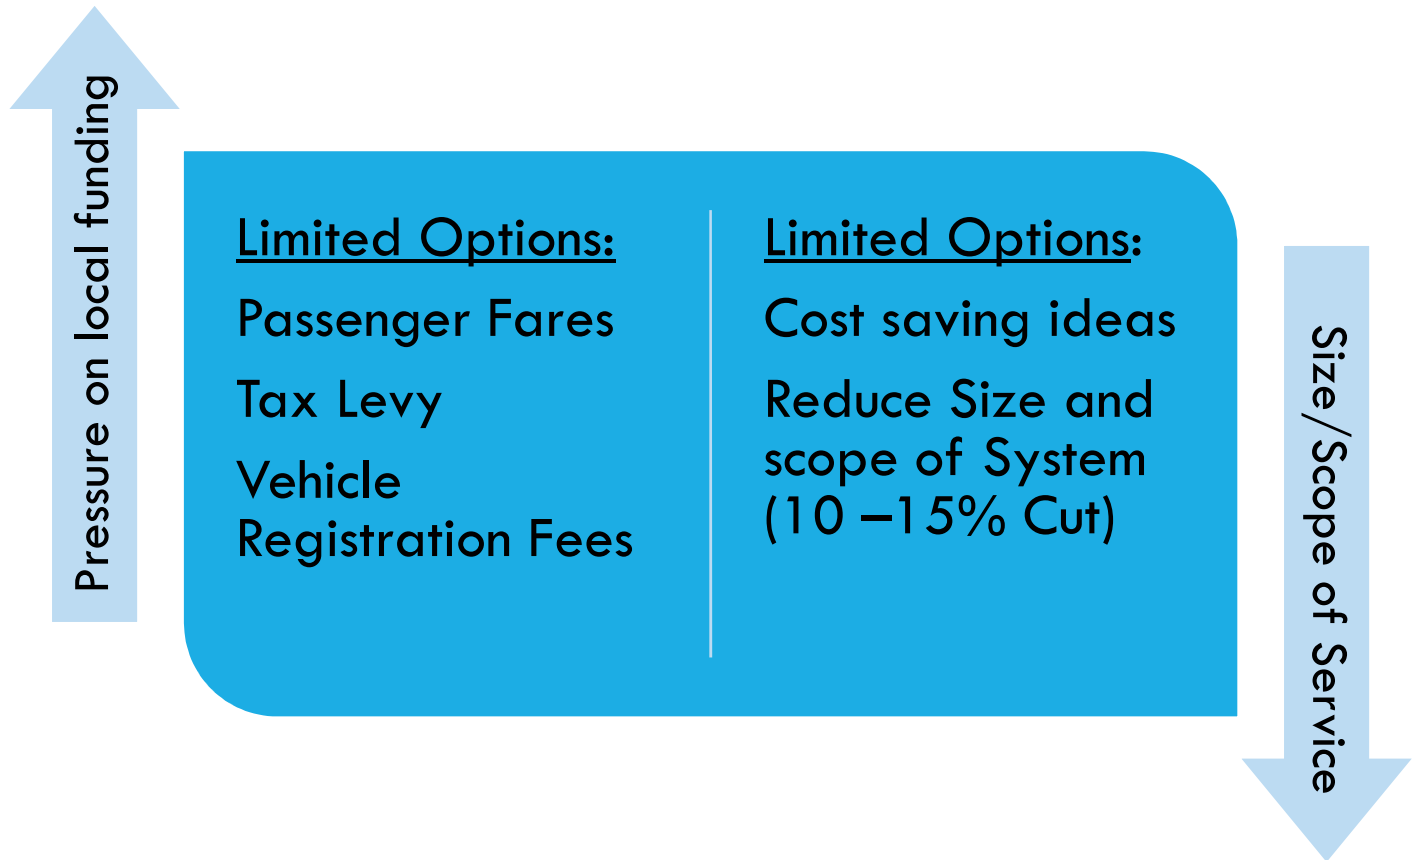 Pressure on local funding
Limited Options:
Passenger Fares
Tax Levy
Vehicle
Registration Fees
Limited Options:
Cost saving ideas
Reduce Size and
scope of System
(10 –15% Cut)
Size/Scope of Service